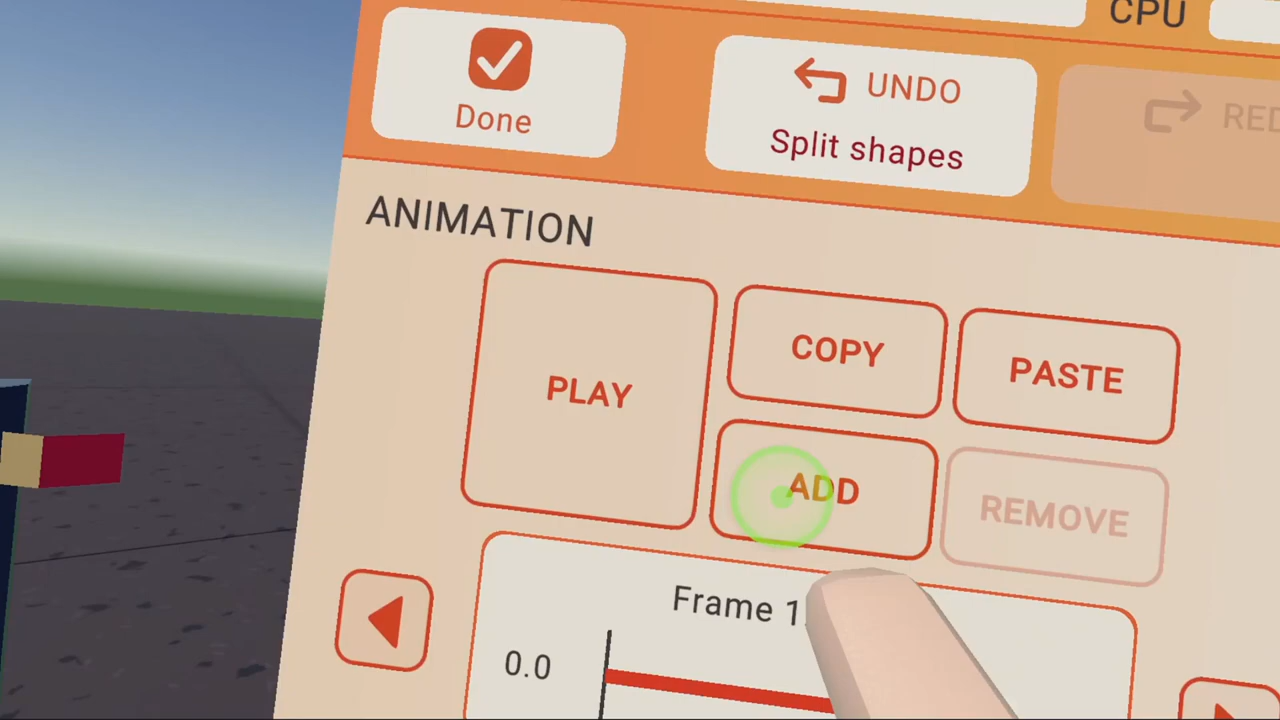 CPU
Done
UNDO
Split shapes
ANIMATION
PLAY
COPY
PASTE
ADD
REMOVE
Frame 1
0.0